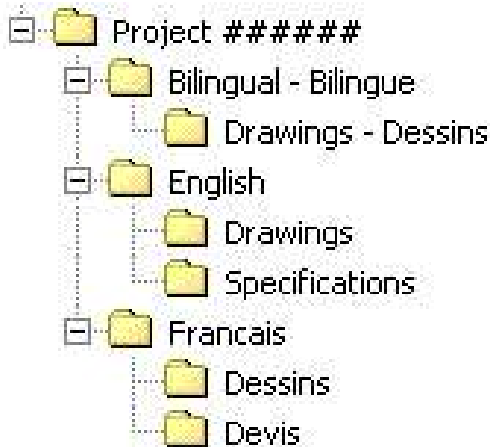 Project ######
Bilingual - Bilingue
Drawings - Dessins
English
Drawings
Specifications
Francais
Dessins
Devis